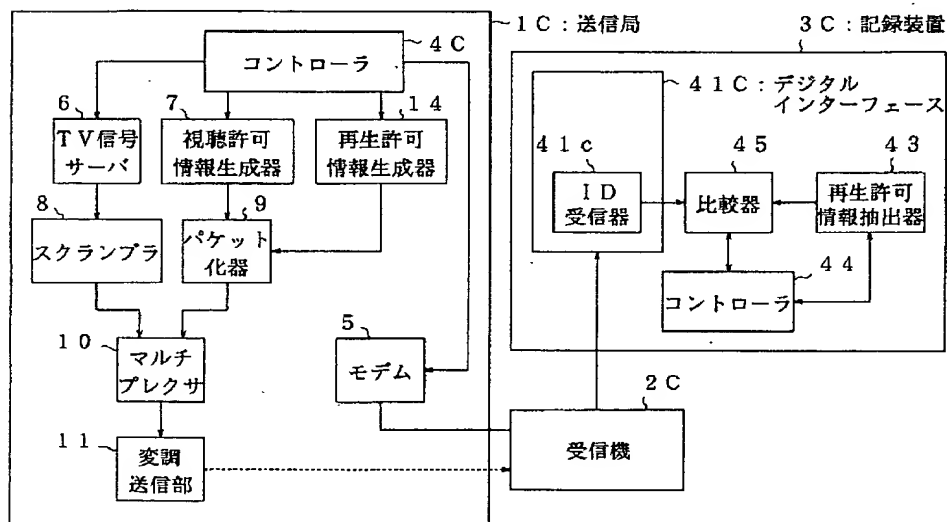 1C：送信局
3C：記録装置
4C
コントローラ
6
TV信号
サーバ
7
視聴許可
情報生成器
14
再生許可
情報生成器
8
スクランブラ
9
パケット
化器
10
マルチ
プレクサ
5
モデム
11
変調
送信部
41C：デジタル
インターフェース
41c
ID
受信器
45
比較器
43
再生許可
情報抽出器
44
コントローラ
2C
受信機